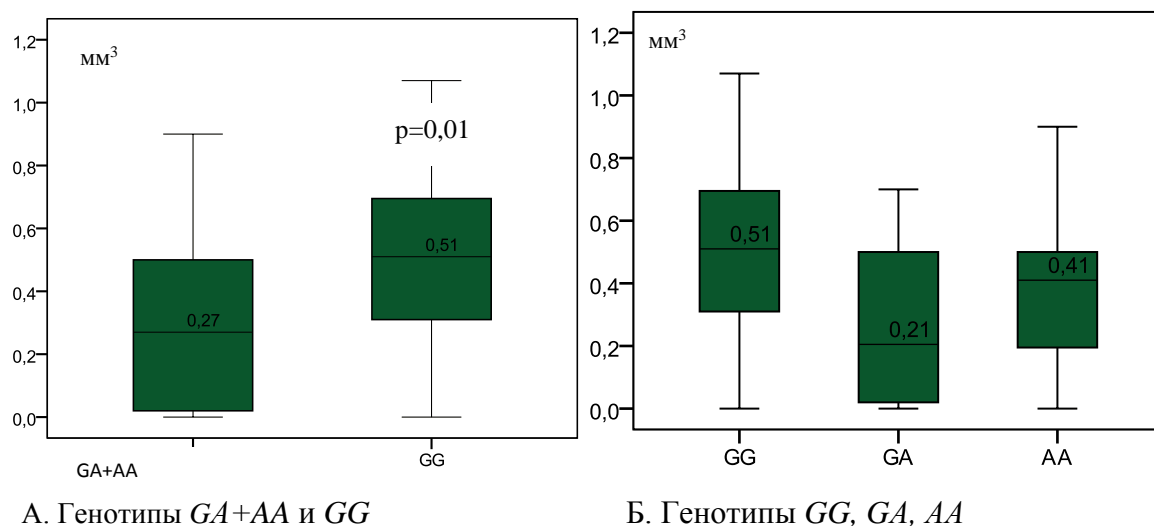 мм³
1,2
1,0
0,8
0,6
0,4
0,2
0,0
p=0,01
0,51
0,27
GA+AA
GG
А. Генотипы GA+AA и GG
мм³
1,2
1,0
0,8
0,6
0,4
0,2
0,0
0,51
0,21
0,41
GG
GA
AA
Б. Генотипы GG, GA, AA